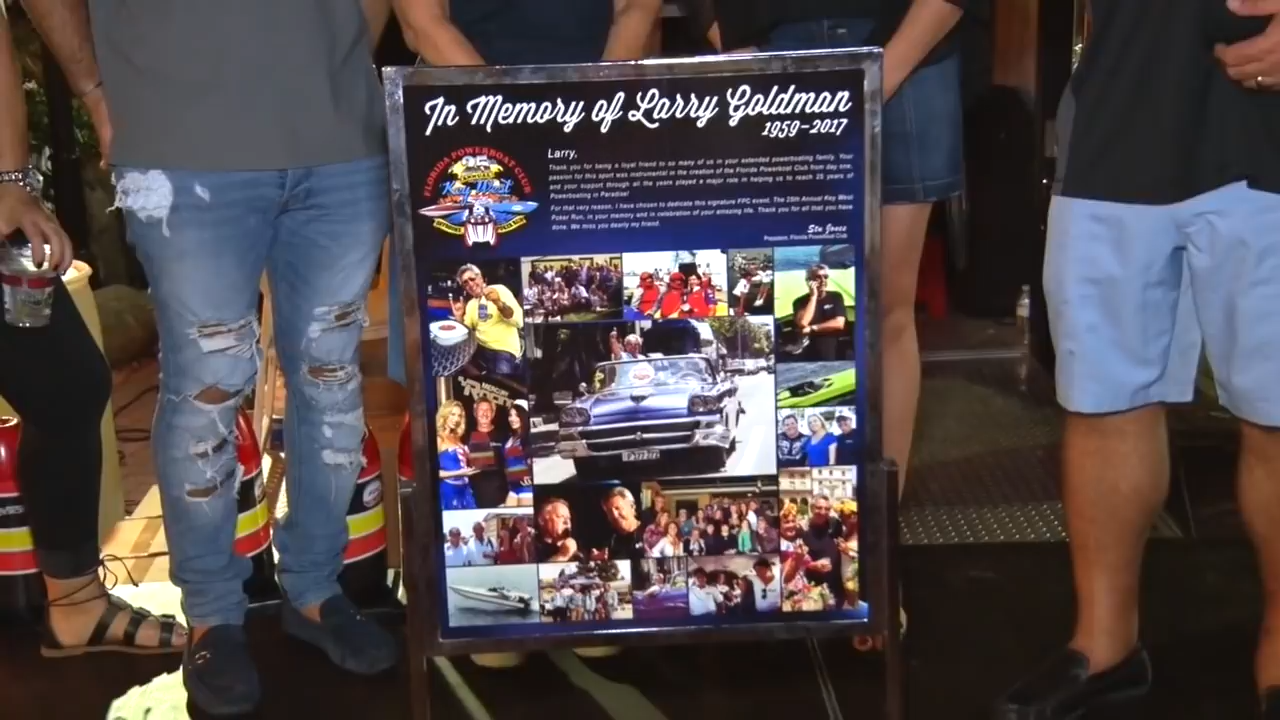 In Memory of Larry Goldman
1959-2017
Larry,
Thank you for being a loyal friend to so many of us in your extended powerboating family. Your
passion for this sport was instrumental in the creation of the Florida Powerboat Club from day one,
and your support through all the years played a major role in helping us to reach 25 years of
Powerboating in Paradise!
For that very reason, I have chosen to dedicate this signature FPC event. The 25th Annual Key West
Poker Run, in your memory and in celebration of your amazing life. Thank you for all that you have
done. We miss you dearly my friend.
Stu Jones
President, Florida Powerboat Club
FLORIDA POWERBOAT CLUB
25
ANNUAL
Key West